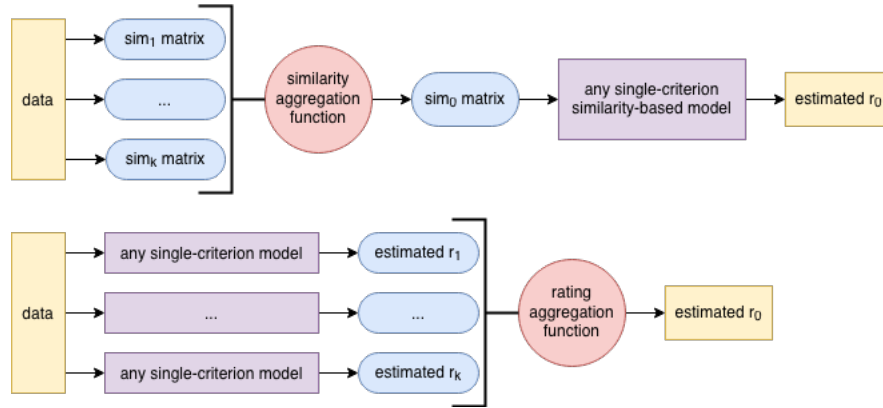 data
sim₁ matrix
...
simₖ matrix
similarity
aggregation
function
sim₀ matrix
any single-criterion
similarity-based model
estimated r₀
data
any single-criterion model
...
any single-criterion model
estimated r₁
...
estimated rₖ
rating
aggregation
function
estimated r₀